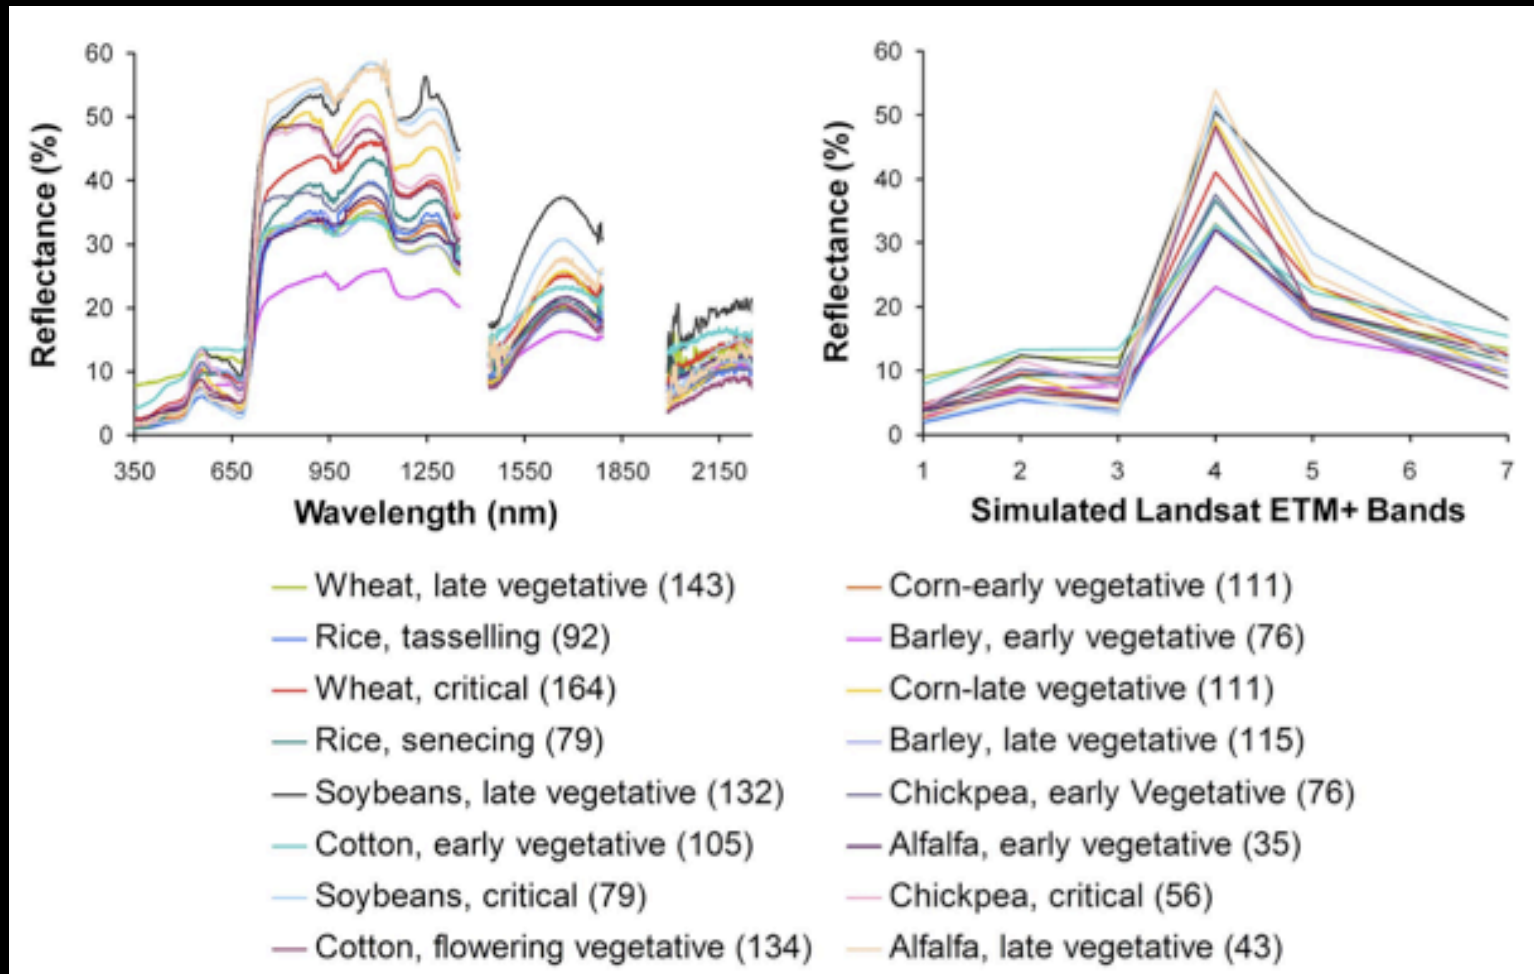 60
50
40
30
20
10
0
Reflectance (%)
350 650 950 1250 1550 1850 2150
Wavelength (nm)
60
50
40
30
20
10
0
Reflectance (%)
1 2 3 4 5 6 7
Simulated Landsat ETM+ Bands
Wheat, late vegetative (143)
Rice, tasselling (92)
Wheat, critical (164)
Rice, senecing (79)
Soybeans, late vegetative (132)
Cotton, early vegetative (105)
Soybeans, critical (79)
Cotton, flowering vegetative (134)
Corn-early vegetative (111)
Barley, early vegetative (76)
Corn-late vegetative (111)
Barley, late vegetative (115)
Chickpea, early Vegetative (76)
Alfalfa, early vegetative (35)
Chickpea, critical (56)
Alfalfa, late vegetative (43)